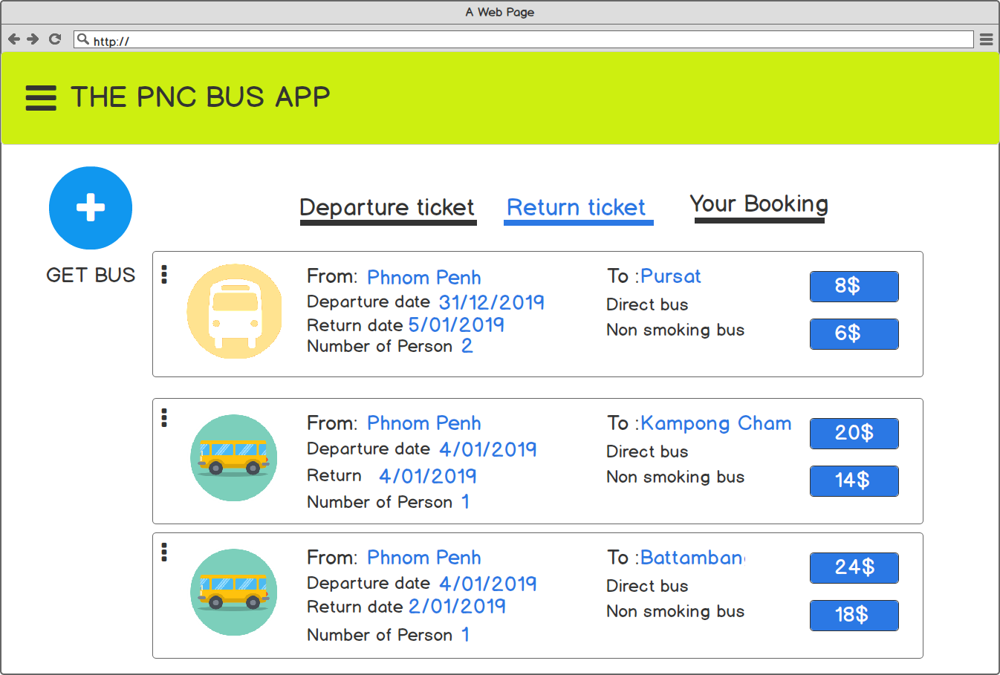 A Web Page
http://
THE PNC BUS APP
Departure ticket
Return ticket
Your Booking
GET BUS
From: Phnom Penh
To :Pursat
8$
Departure date 31/12/2019
Direct bus
Return date 5/01/2019
Non smoking bus
6$
Number of Person 2
From: Phnom Penh
To :Kampong Cham
20$
Departure date 4/01/2019
Direct bus
Return 4/01/2019
Non smoking bus
14$
Number of Person 1
From: Phnom Penh
To :Battamban
24$
Departure date 4/01/2019
Direct bus
Return date 2/01/2019
Non smoking bus
18$
Number of Person 1